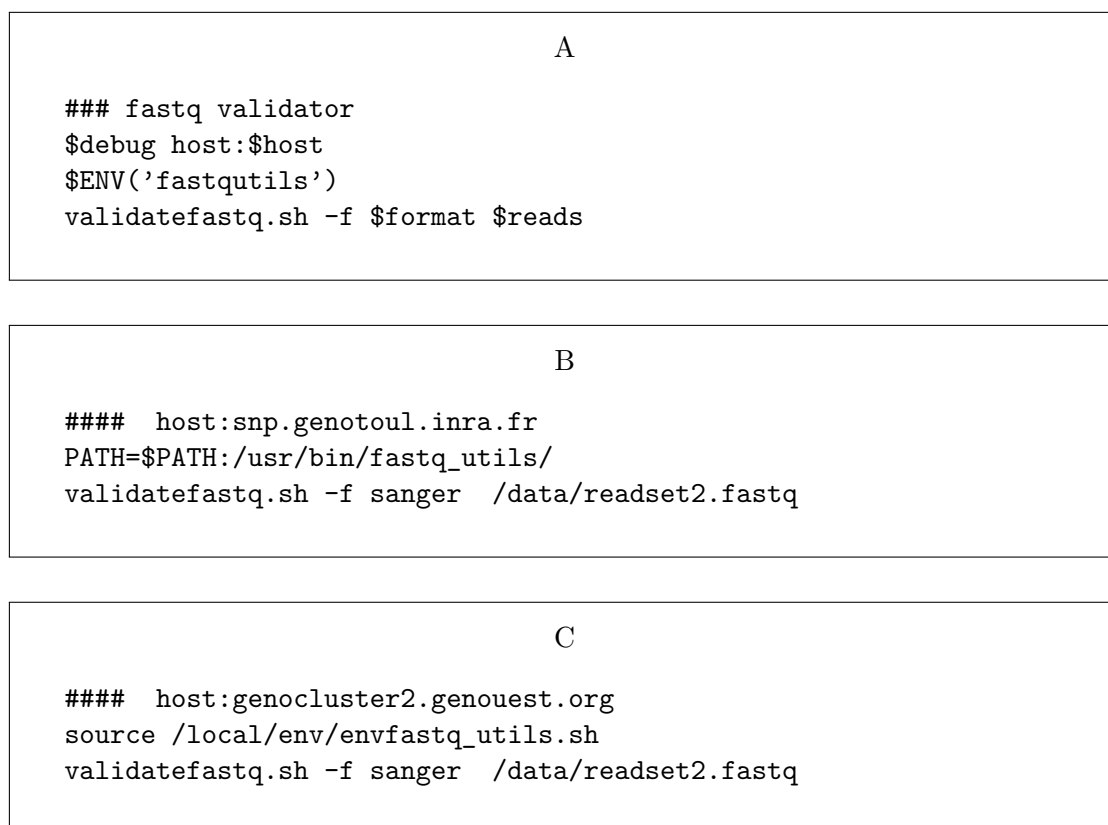 A
### fastq validator
$debug host:$host
$ENV(’fastqutils’)
validatefastq.sh -f $format $reads
B
####  host:snp.genotoul.inra.fr
PATH=$PATH:/usr/bin/fastq_utils/
validatefastq.sh -f sanger  /data/readset2.fastq
C
####  host:genocluster2.genouest.org
source /local/env/envfastq_utils.sh
validatefastq.sh -f sanger  /data/readset2.fastq